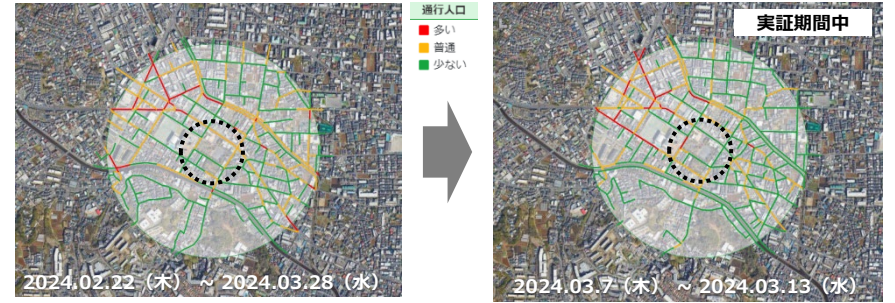 通行人口
多い
普通
少ない
実証期間中
2024.02.22（木） ~ 2024.03.28（水）
2024.03.7（木） ~ 2024.03.13（水）